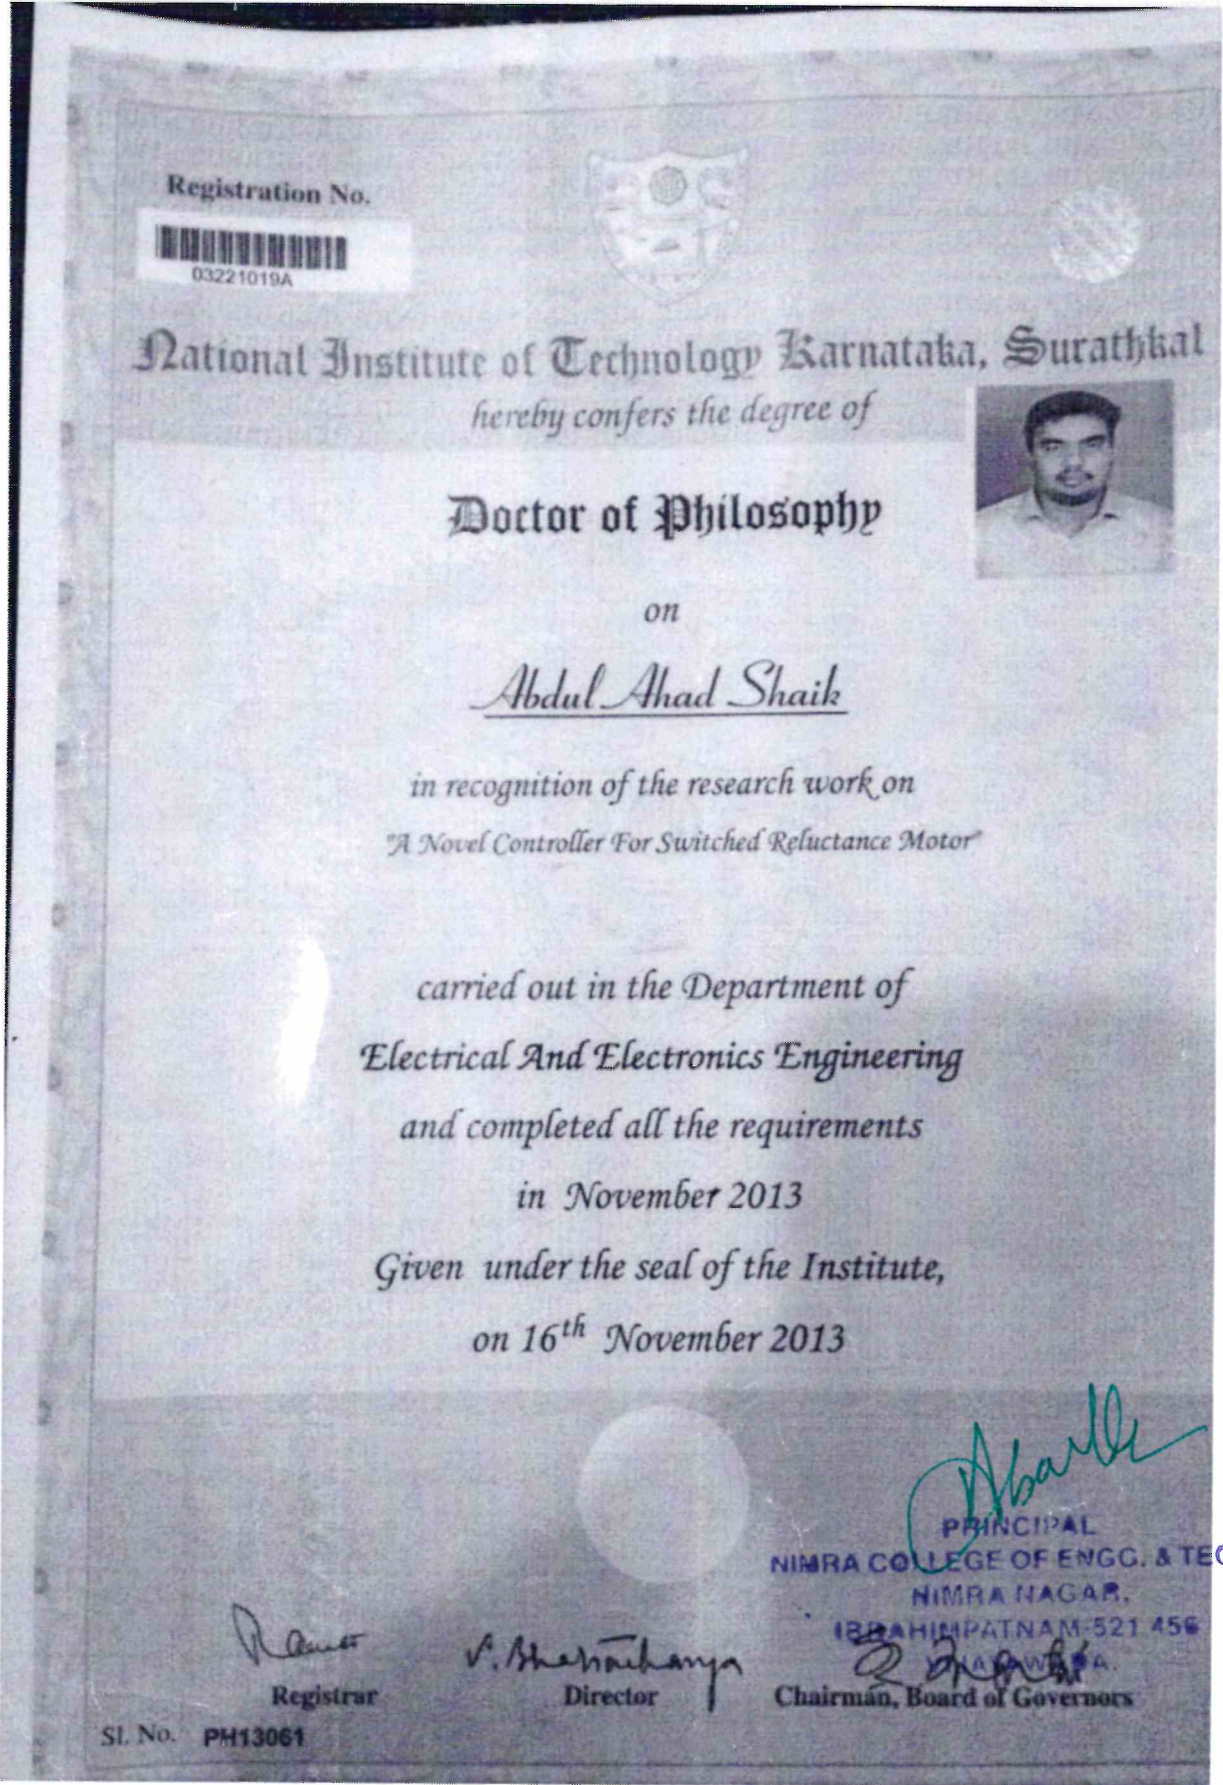 Registration No.
03221019A
National Institute of Technology Karnataka, Surathkal
hereby confers the degree of
Doctor of Philosophy
on
Abdul Ahad Shaik
in recognition of the research work on
"A Novel Controller For Switched Reluctance Motor"
carried out in the Department of
Electrical And Electronics Engineering
and completed all the requirements
in November 2013
Given under the seal of the Institute,
on 16th November 2013
PRINCIPAL
NIMRA COLLEGE OF ENGG. & TEC
NIMRA NAGAR,
IBRAHIMPATNAM-521 456
VIJAYAWADA.
Registrar
Director
Chairman, Board of Governors
Sl. No. PH13061